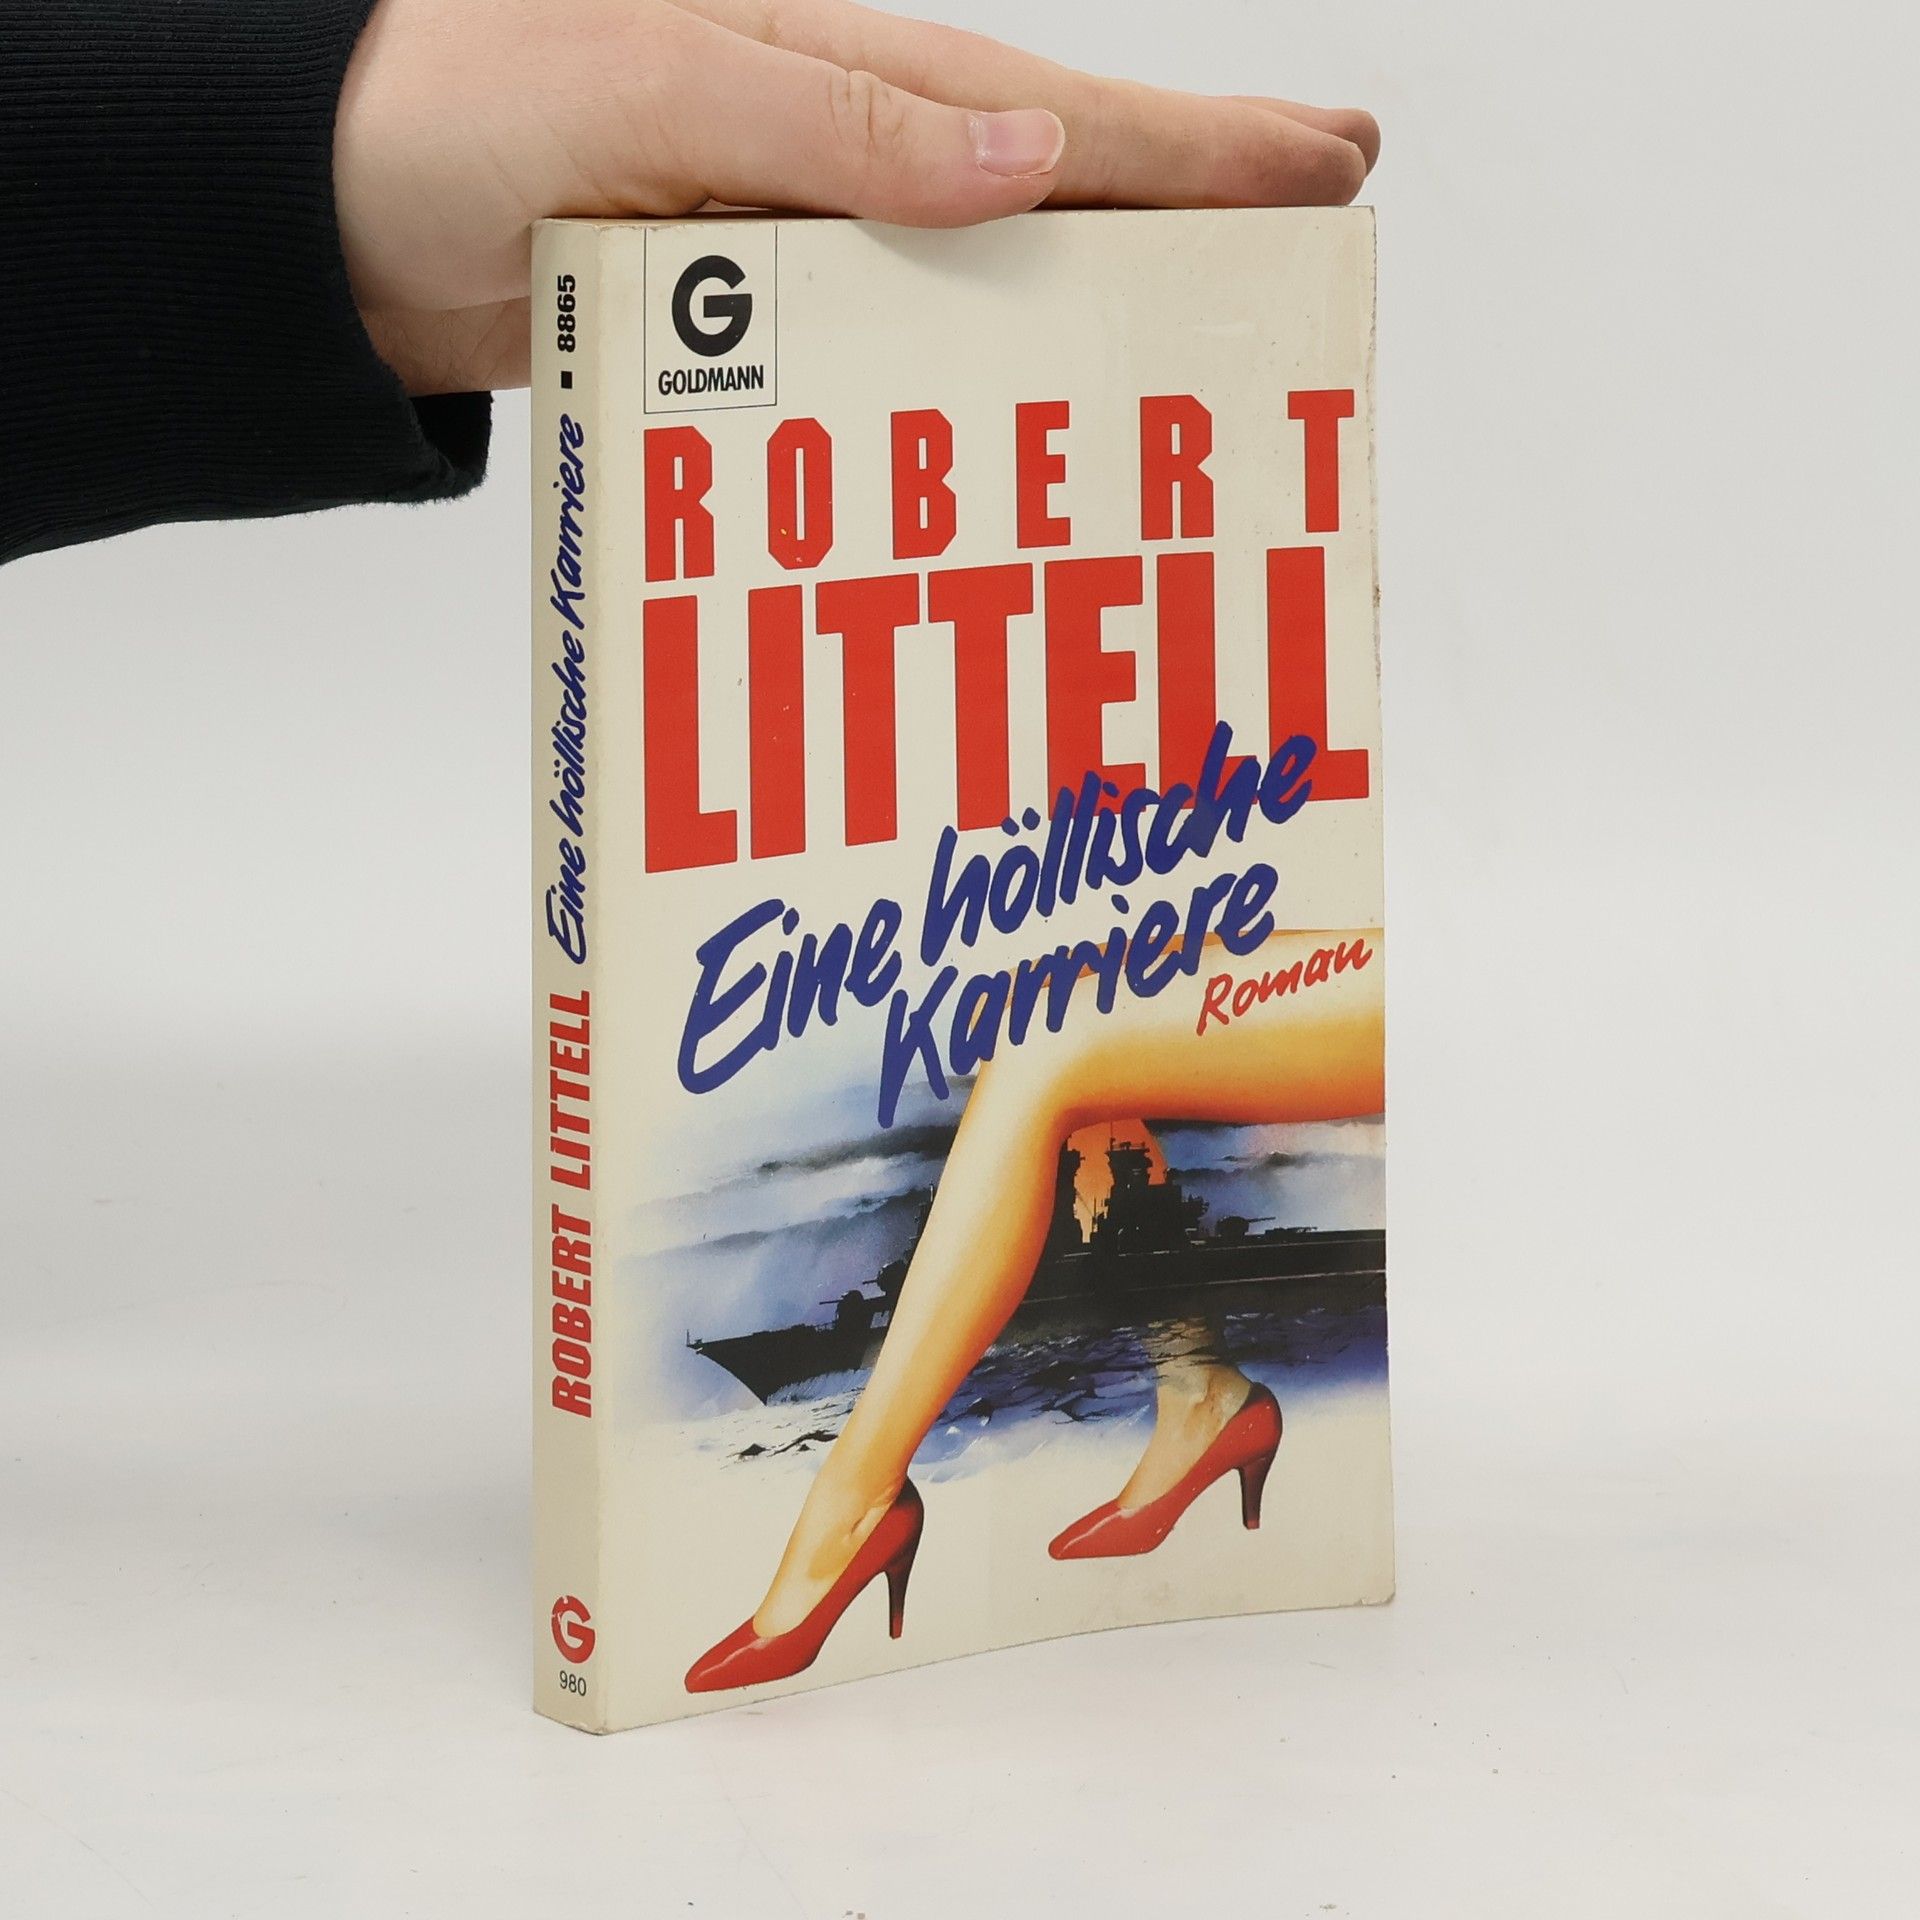 G
GOLDMANN
ROBERT
LITTELL
Eine höllische
Karriere
Roman
ROBERT LITTELL Eine höllische Karriere ▪ 8865
G
980